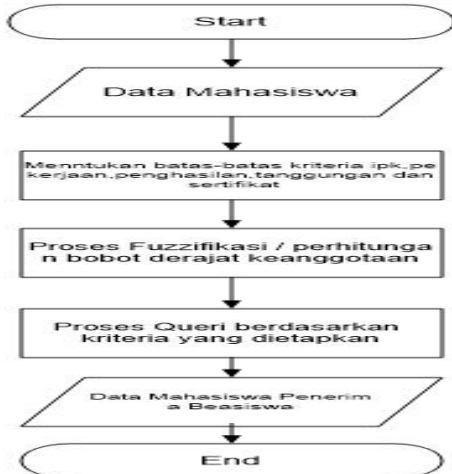 Start
Data Mahasiswa
Menntukan batas-batas kriteria ipk,pe
kerjaan,penghasilan,tanggungan dan
sertifikat
Proses Fuzzifikasi / perhitunga
n bobot derajat keanggotaan
Proses Queri berdasarkan
kriteria yang dietapkan
Data Mahasiswa Penerim
a Beasiswa
End